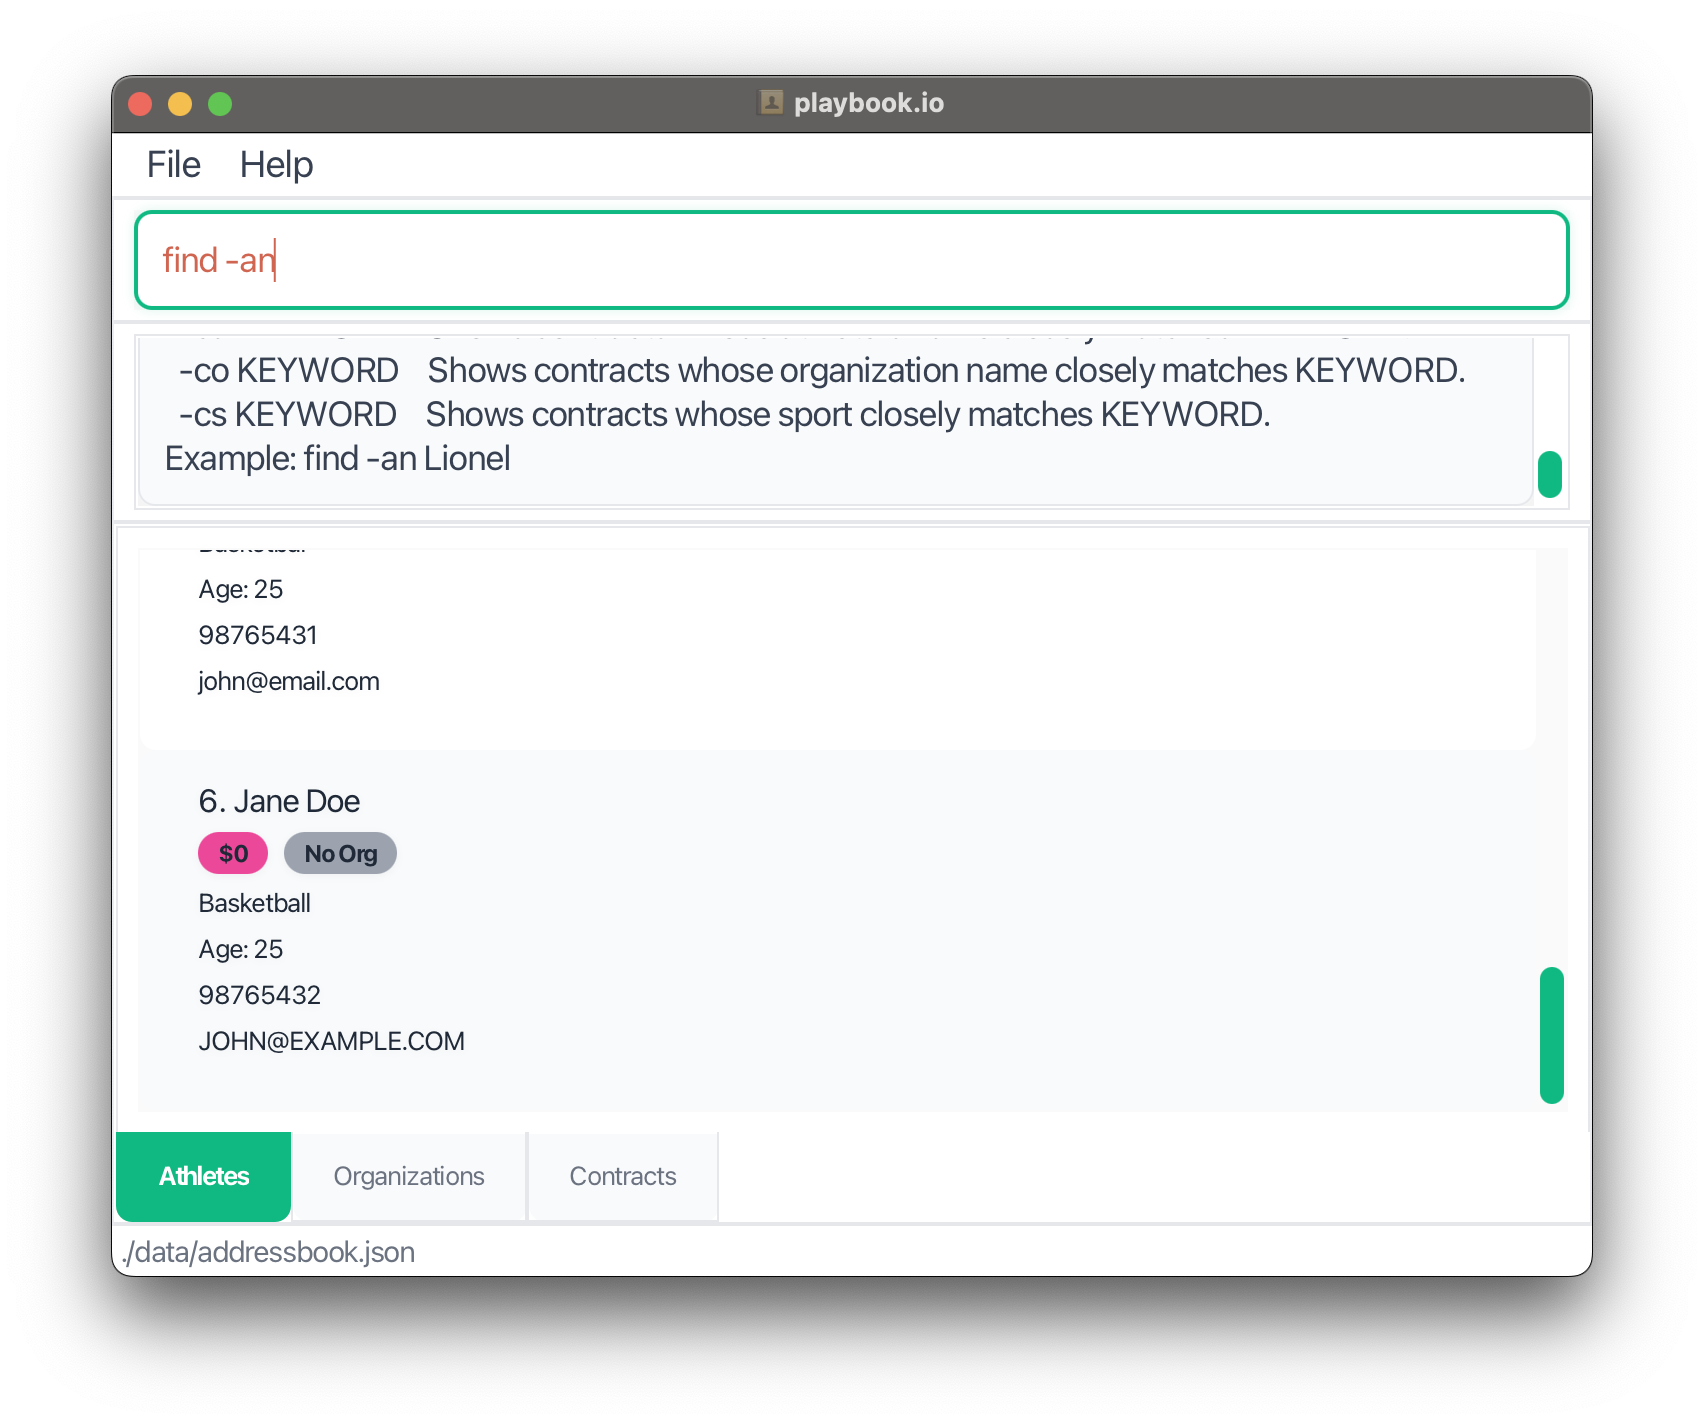 playbook.io
File Help
find -an
-co KEYWORD Shows contracts whose organization name closely matches KEYWORD.
-cs KEYWORD Shows contracts whose sport closely matches KEYWORD.
Example: find -an Lionel
Age: 25
98765431
john@email.com
6. Jane Doe
$0 No Org
Basketball
Age: 25
98765432
JOHN@EXAMPLE.COM
Athletes Organizations Contracts
./data/addressbook.json